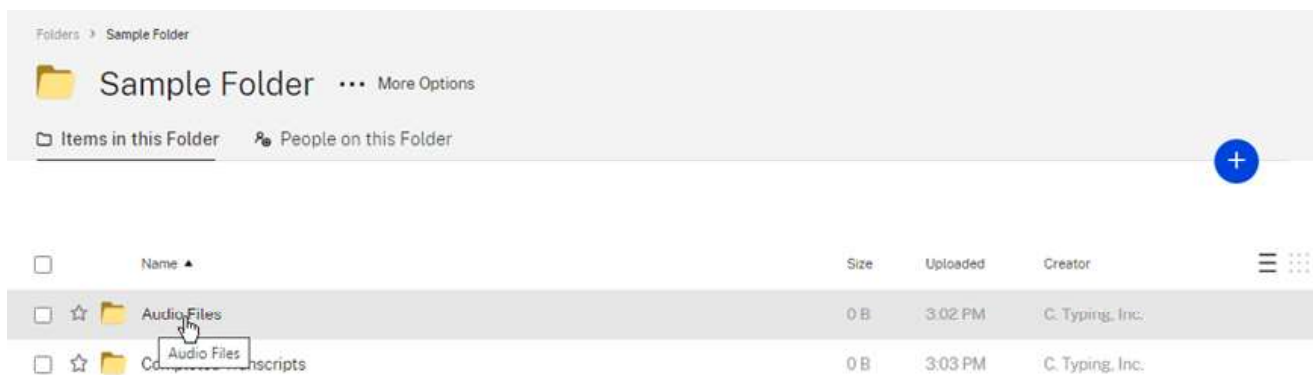 Folders > Sample Folder
Sample Folder ... More Options
Items in this Folder People on this Folder
+
Name ▲ Size Uploaded Creator
Audio Files 0 B 3:02 PM C. Typing, Inc.
Audio Files
Transcripts 0 B 3:03 PM C. Typing, Inc.